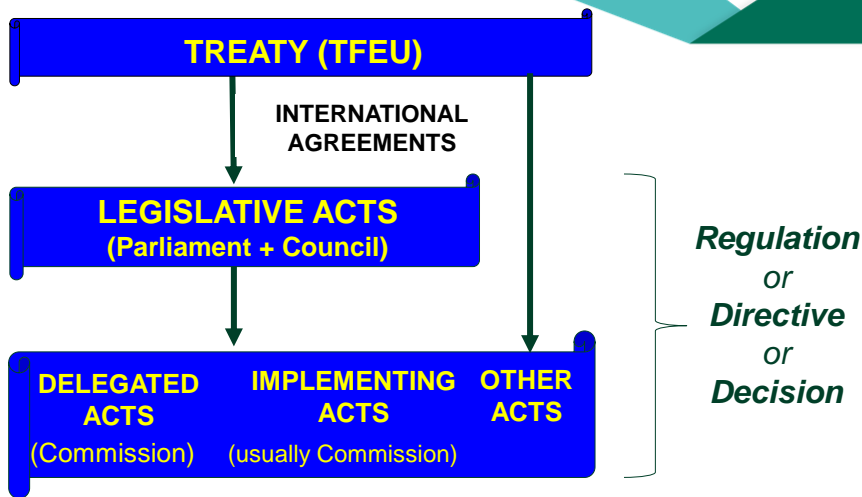 TREATY (TFEU)
INTERNATIONAL
AGREEMENTS
LEGISLATIVE ACTS
(Parliament + Council)
DELEGATED
ACTS
(Commission)
IMPLEMENTING
ACTS
(usually Commission)
OTHER
ACTS
Regulation
or
Directive
or
Decision